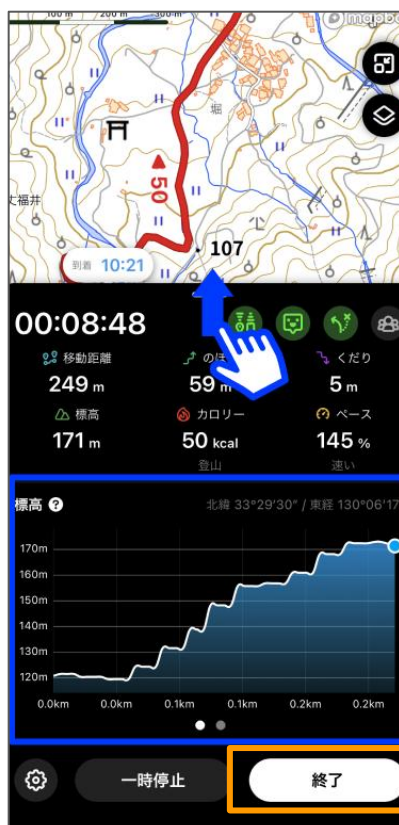 100 m 200 m 300 m
mapbox
堀
福井
50
107
到着 10:21
00:08:48
移動距離
249 m
のぼ
59 m
くだり
5 m
標高
171 m
カロリー
50 kcal
登山
ペース
145 %
速い
標高 ? 北緯 33°29'30" / 東経 130°06'17
170m
160m
150m
140m
130m
120m
0.0km 0.0km 0.1km 0.1km 0.2km 0.2km
一時停止 終了